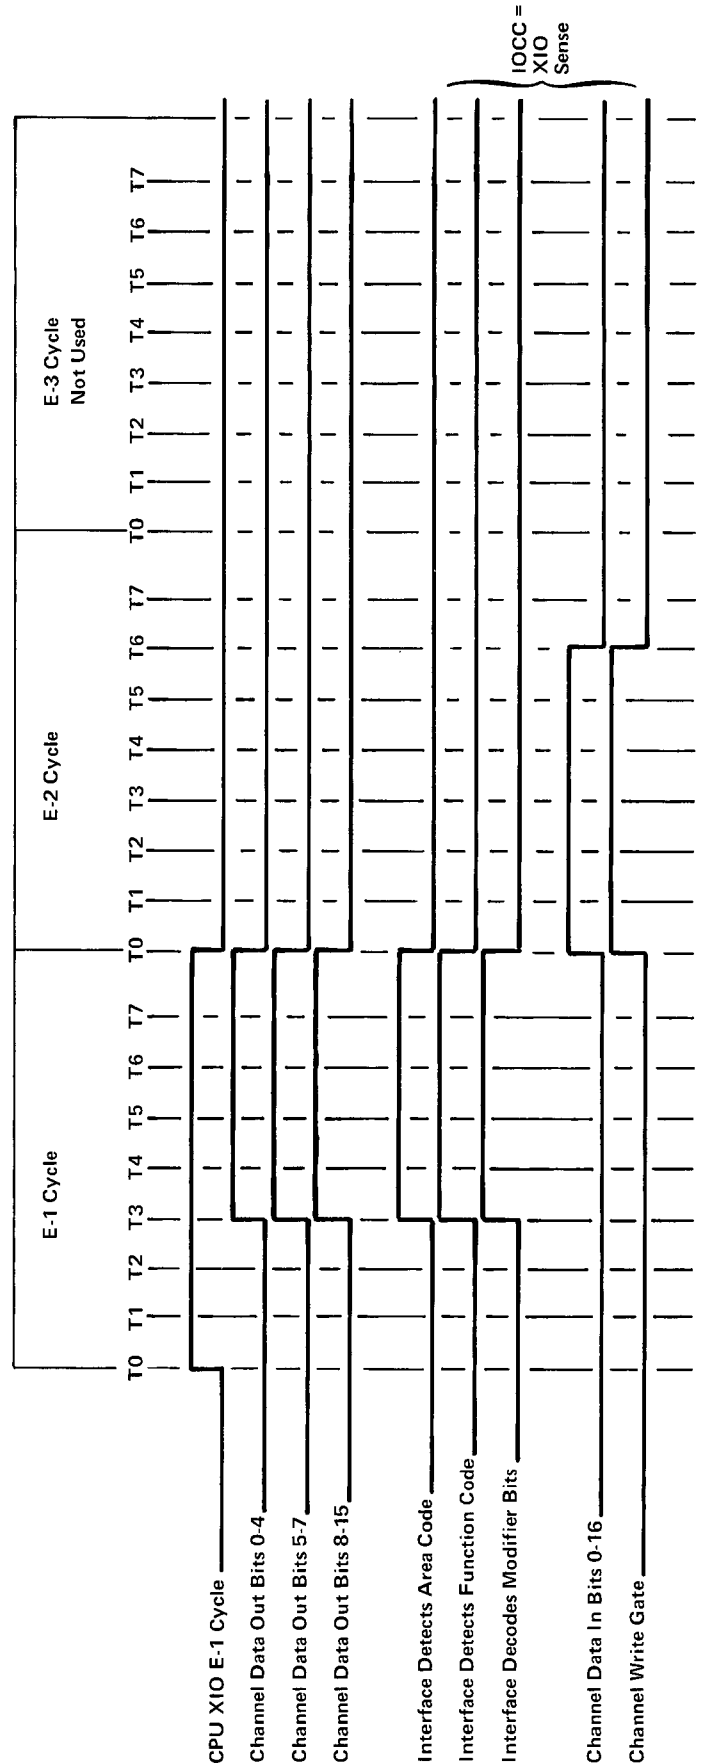 E-1 Cycle
E-2 Cycle
E-3 Cycle
Not Used
T0 T1 T2 T3 T4 T5 T6 T7 T0 T1 T2 T3 T4 T5 T6 T7 T0 T1 T2 T3 T4 T5 T6 T7
CPU XIO E-1 Cycle
Channel Data Out Bits 0-4
Channel Data Out Bits 5-7
Channel Data Out Bits 8-15
Interface Detects Area Code
Interface Detects Function Code
Interface Decodes Modifier Bits
Channel Data In Bits 0-16
Channel Write Gate
IOCC =
XIO
Sense